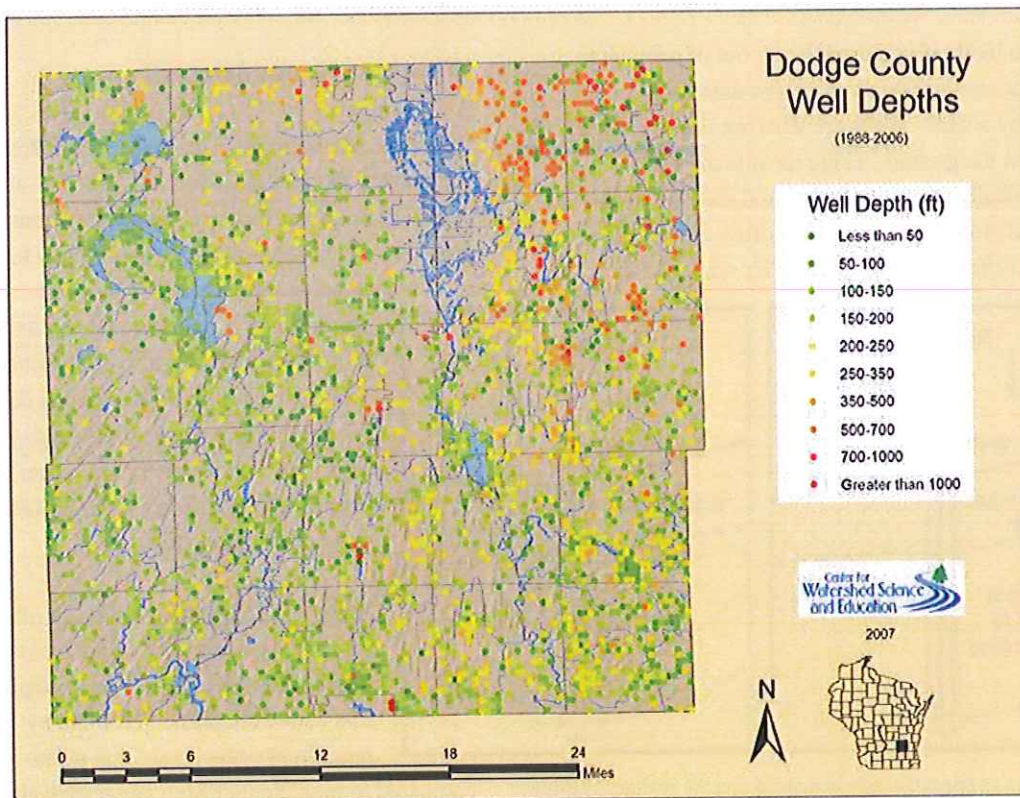 Dodge County
Well Depths
(1988-2006)
Well Depth (ft)
Less than 50
50-100
100-150
150-200
200-250
250-350
350-500
500-700
700-1000
Greater than 1000
Center for
Watershed Science
and Education
2007
N
0 3 6 12 18 24
Miles